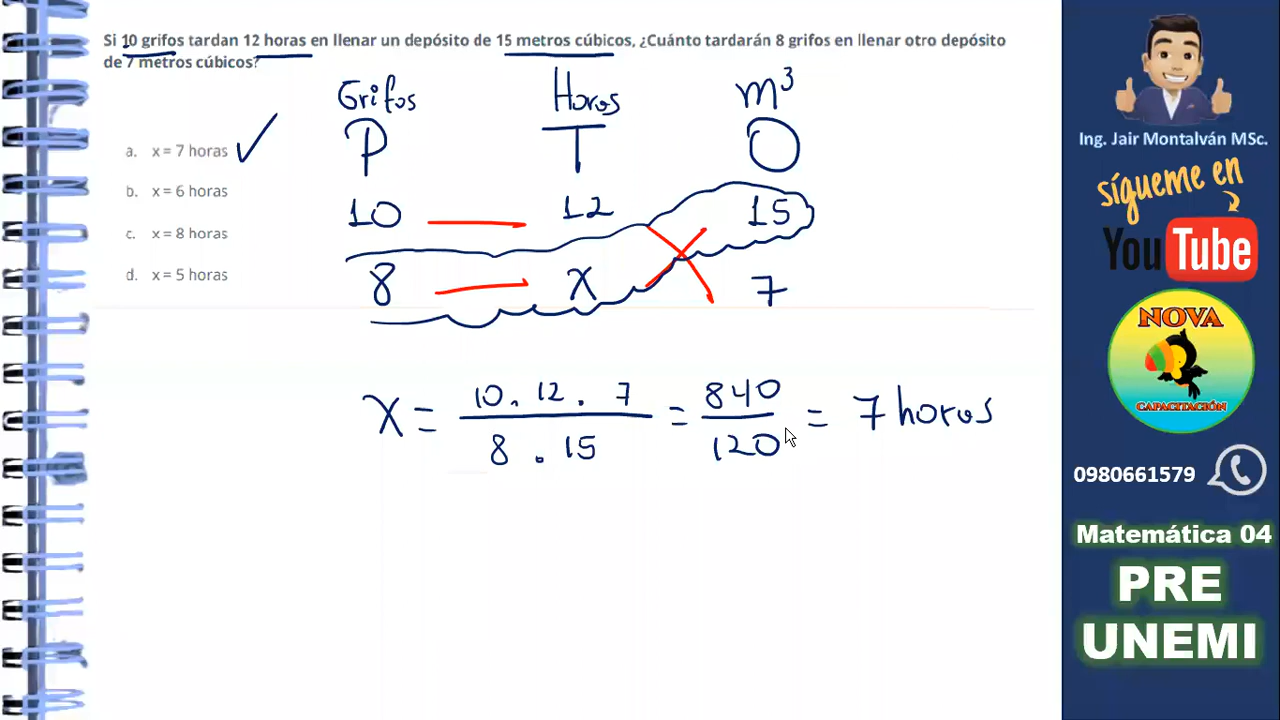 Si 10 grifos tardan 12 horas en llenar un depósito de 15 metros cúbicos, ¿Cuánto tardarán 8 grifos en llenar otro depósito
de 7 metros cúbicos?
a. x = 7 horas
b. x = 6 horas
c. x = 8 horas
d. x = 5 horas
Grifos Horas m³
P T O
10 12 15
8 x 7
x = 10 . 12 . 7 / 8 . 15 = 840 / 120 = 7 horas
Ing. Jair Montalván MSc.
sígueme en
YouTube
NOVA
CAPACITACIÓN
0980661579
Matemática 04
PRE
UNEMI